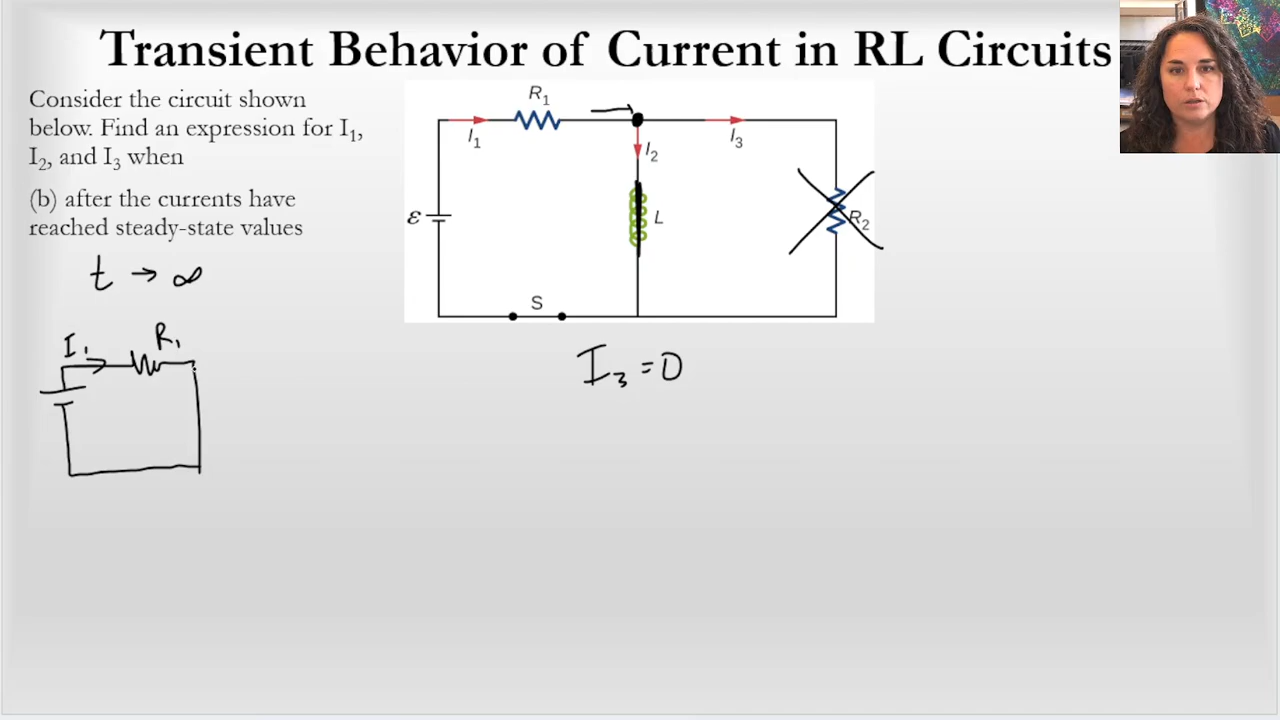 Transient Behavior of Current in RL Circuits
Consider the circuit shown
below. Find an expression for I₁,
I₂, and I₃ when
(b) after the currents have
reached steady-state values
t → ∞
I₁ R₁
R₁
I₁
I₂
I₃
ε
L
R₂
S
I₃ = 0